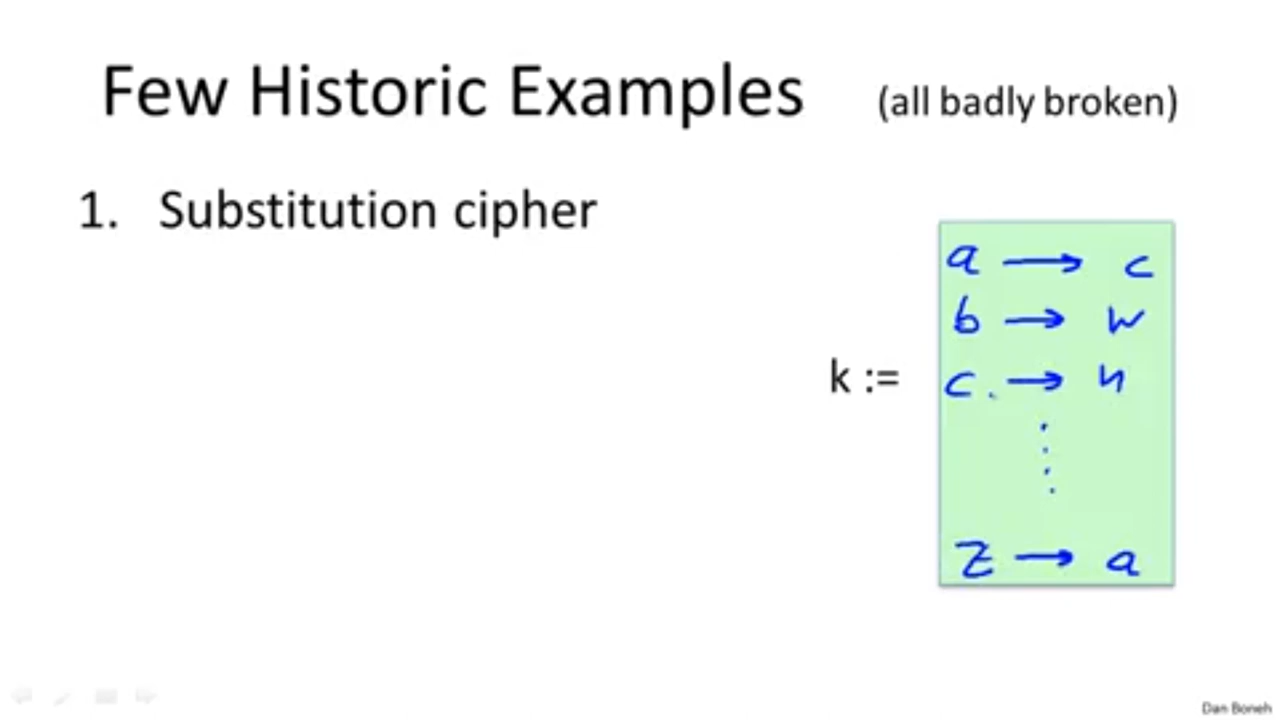 Few Historic Examples (all badly broken)
1. Substitution cipher
k :=
a → c
b → w
c → n
z → a
Dan Boneh